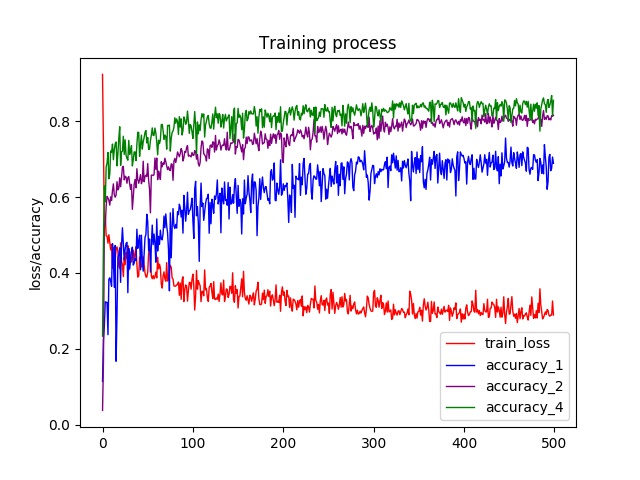 Training process
loss/accuracy
0.8
0.6
0.4
0.2
0.0
0 100 200 300 400 500
train_loss
accuracy_1
accuracy_2
accuracy_4